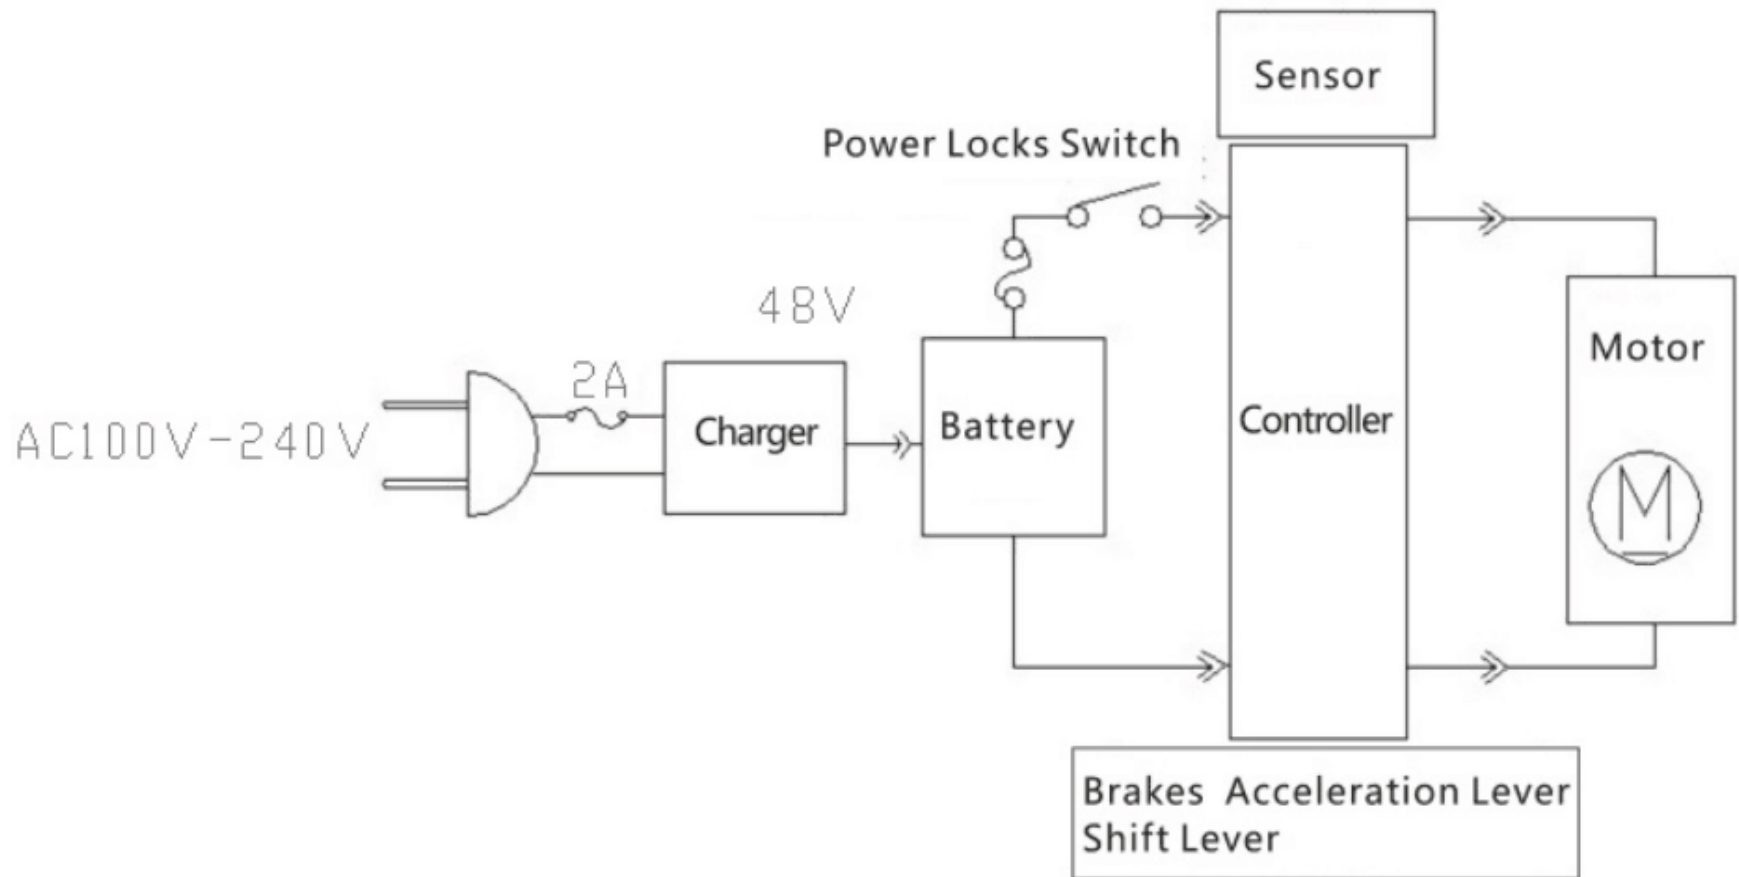 Sensor
Power Locks Switch
48V
Motor
2A
AC100V-240V
Charger
Battery
Controller
M
Brakes Acceleration Lever
Shift Lever